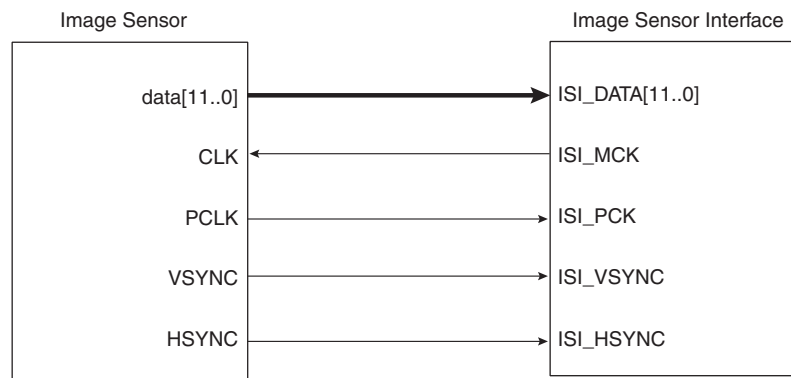 Image Sensor
Image Sensor Interface
data[11..0]
ISI_DATA[11..0]
CLK
ISI_MCK
PCLK
ISI_PCK
VSYNC
ISI_VSYNC
HSYNC
ISI_HSYNC